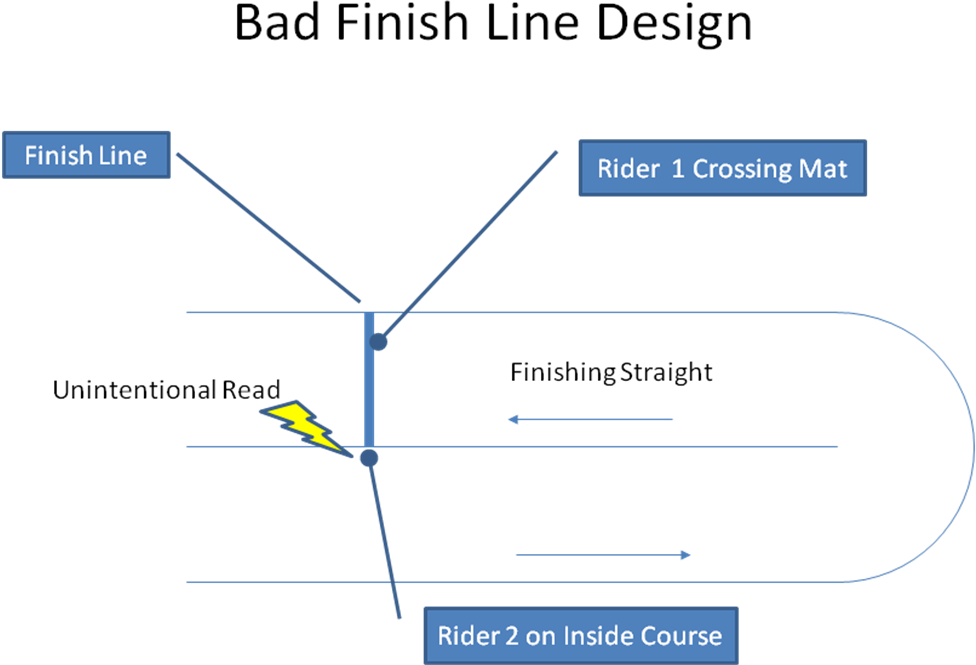 Bad Finish Line Design
Finish Line
Rider 1 Crossing Mat
Finishing Straight
Unintentional Read
Rider 2 on Inside Course